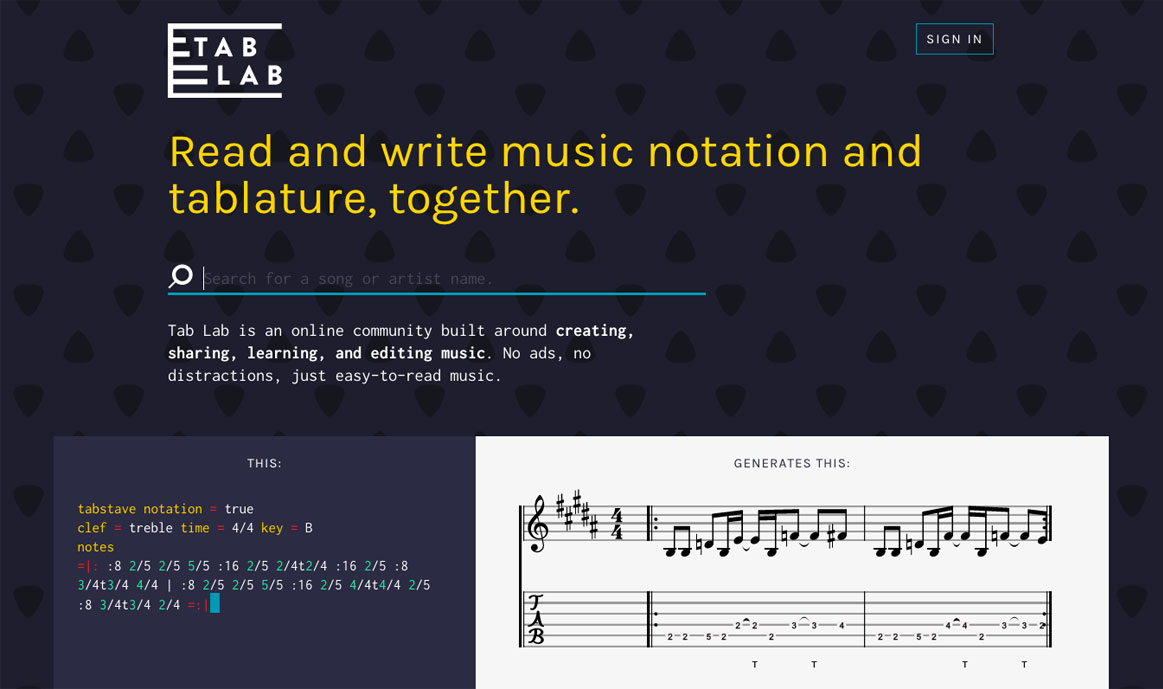 TAB
LAB
SIGN IN
Read and write music notation and
tablature, together.
Search for a song or artist name.
Tab Lab is an online community built around creating,
sharing, learning, and editing music. No ads, no
distractions, just easy-to-read music.
THIS:
tabstave notation = true
clef = treble time = 4/4 key = B
notes
=|: :8 2/5 2/5 5/5 :16 2/5 2/4t2/4 :16 2/5 :8
3/4t3/4 4/4 | :8 2/5 2/5 5/5 :16 2/5 4/4t4/4 2/5
:8 3/4t3/4 2/4 =:|
GENERATES THIS:
4
4
T
A
B
2 2 3 3 4 4 4 3 3 2
2 2 5 2 2 2 2 5 2 2
T T T T